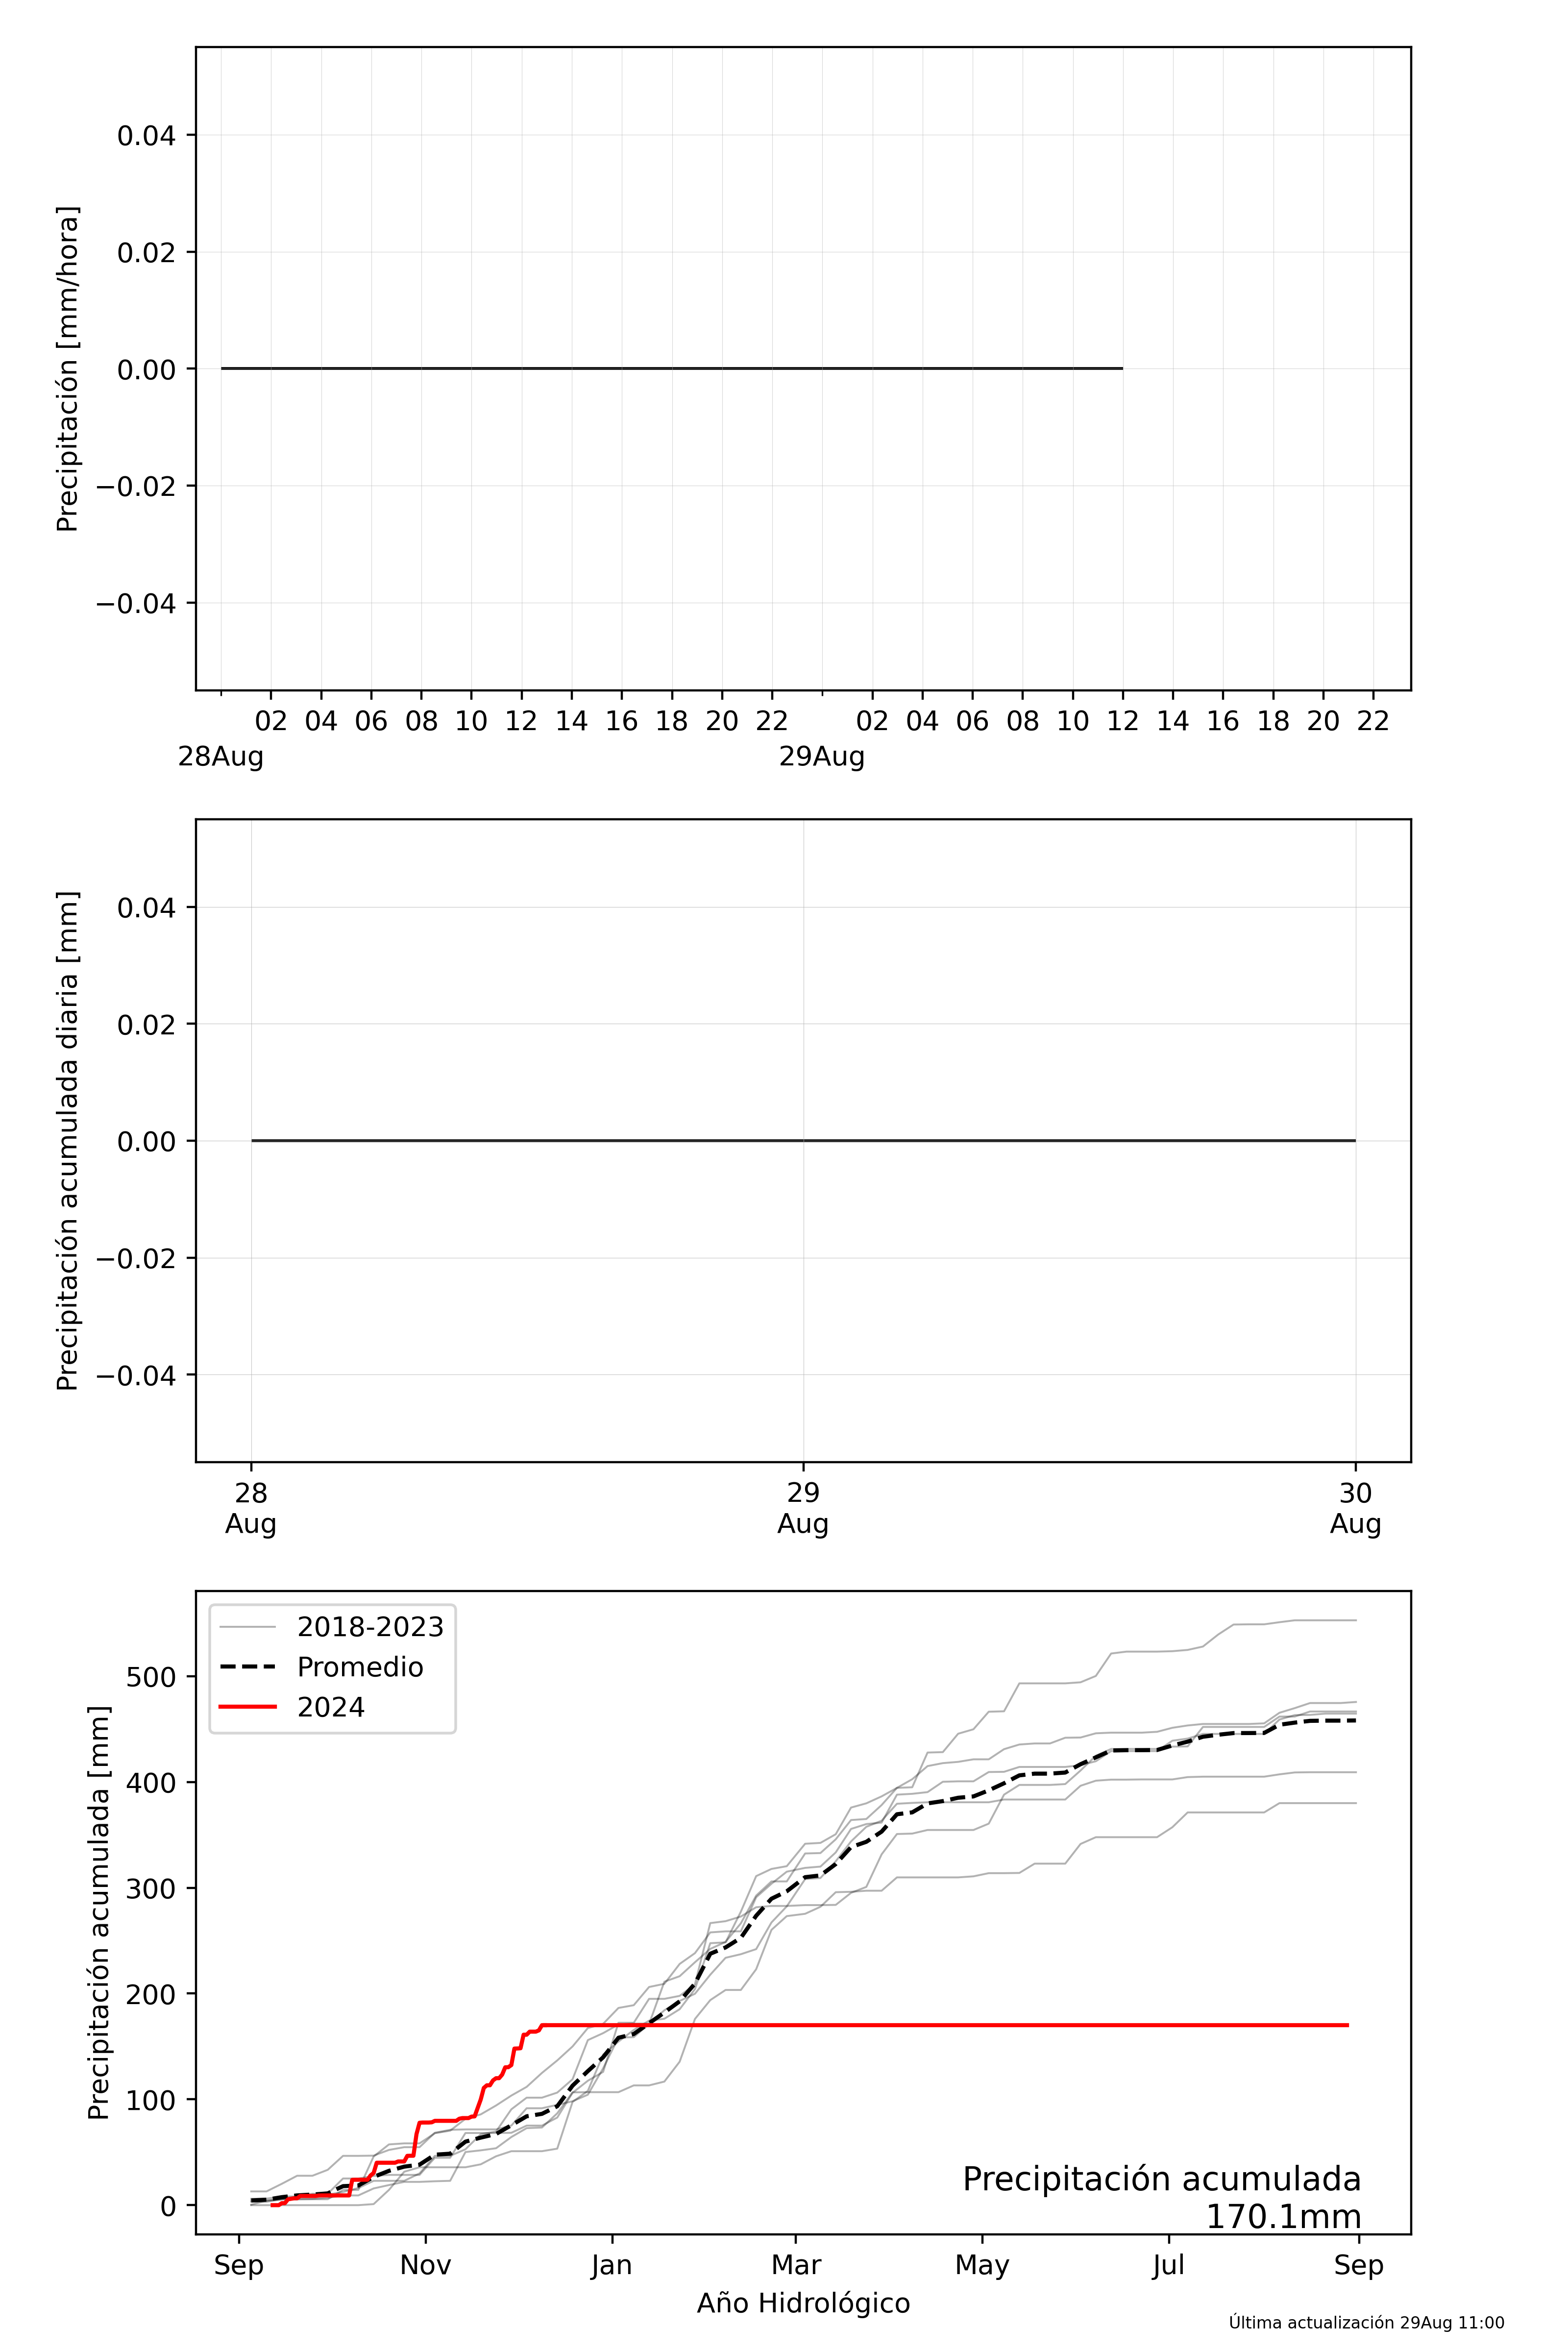 Precipitación [mm/hora]
0.04
0.02
0.00
−0.02
−0.04
02 04 06 08 10 12 14 16 18 20 22 02 04 06 08 10 12 14 16 18 20 22
28Aug 29Aug
Precipitación acumulada diaria [mm]
0.04
0.02
0.00
−0.02
−0.04
28 29 30
Aug Aug Aug
Precipitación acumulada [mm]
2018-2023
Promedio
2024
500
400
300
200
100
0
Precipitación acumulada
170.1mm
Sep Nov Jan Mar May Jul Sep
Año Hidrológico
Última actualización 29Aug 11:00